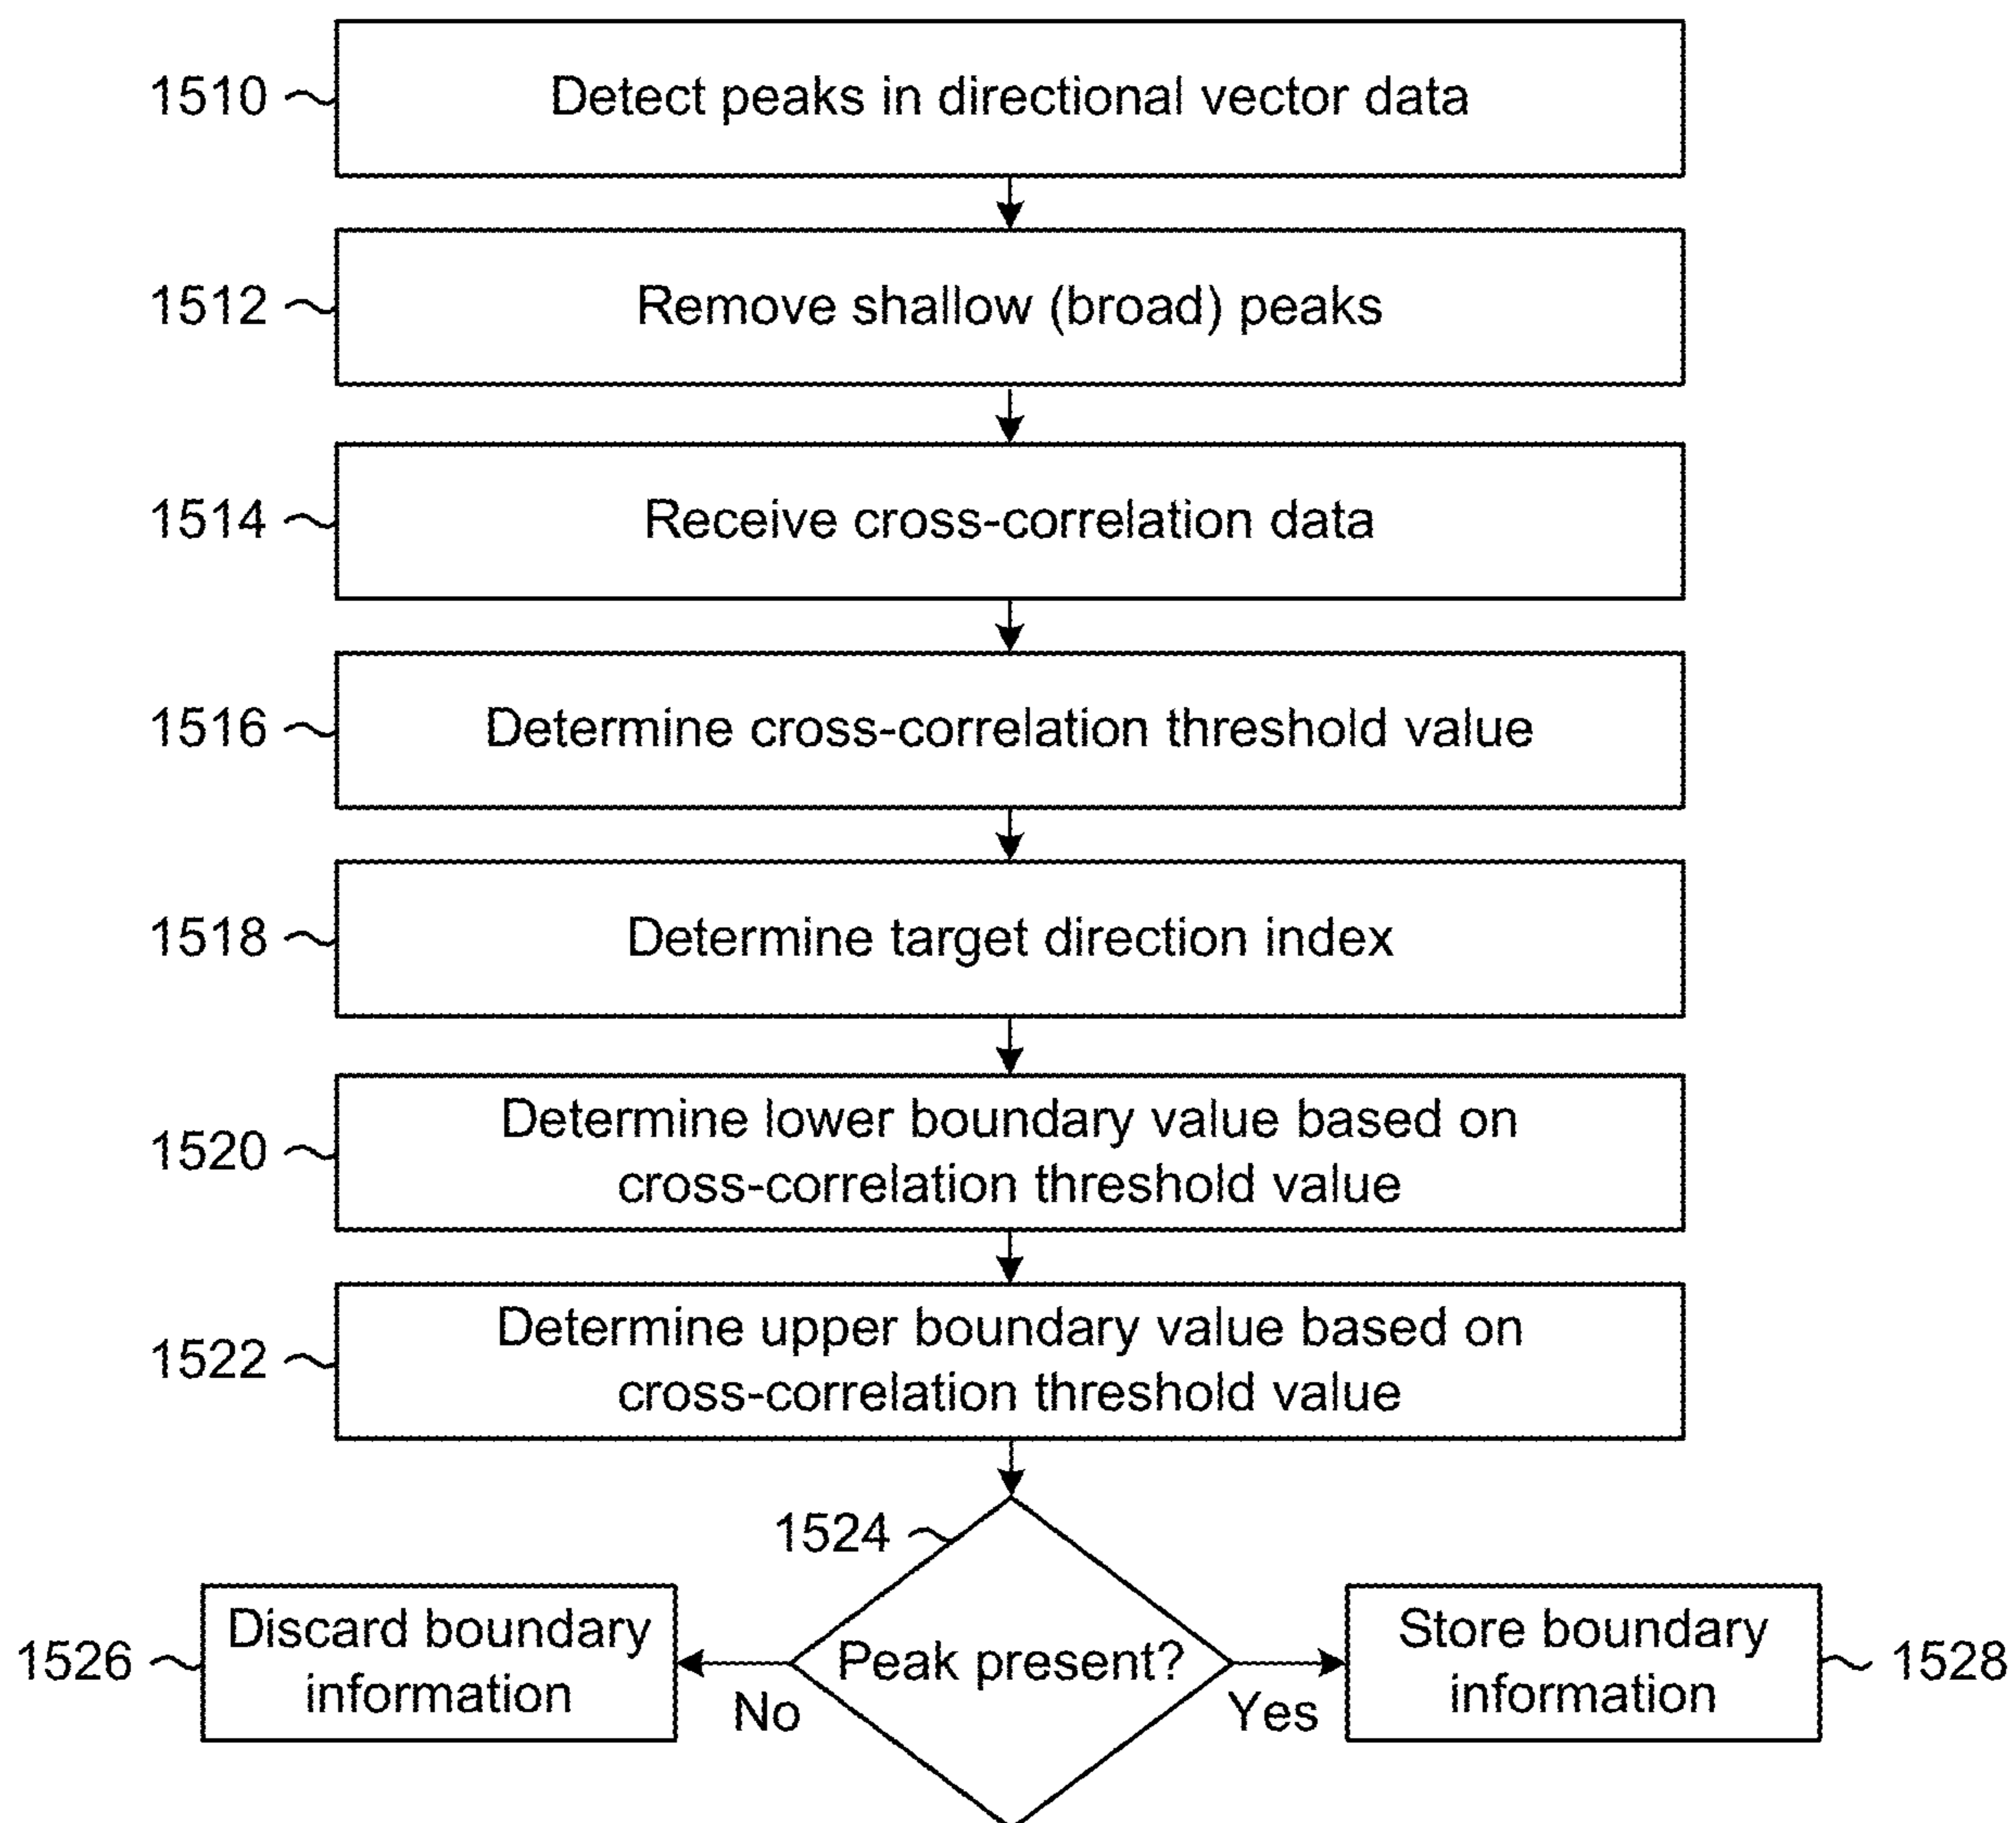 1510
Detect peaks in directional vector data
1512
Remove shallow (broad) peaks
1514
Receive cross-correlation data
1516
Determine cross-correlation threshold value
1518
Determine target direction index
1520
Determine lower boundary value based on
cross-correlation threshold value
1522
Determine upper boundary value based on
cross-correlation threshold value
1524
Peak present?
No
Yes
1526
Discard boundary
information
Store boundary
information
1528